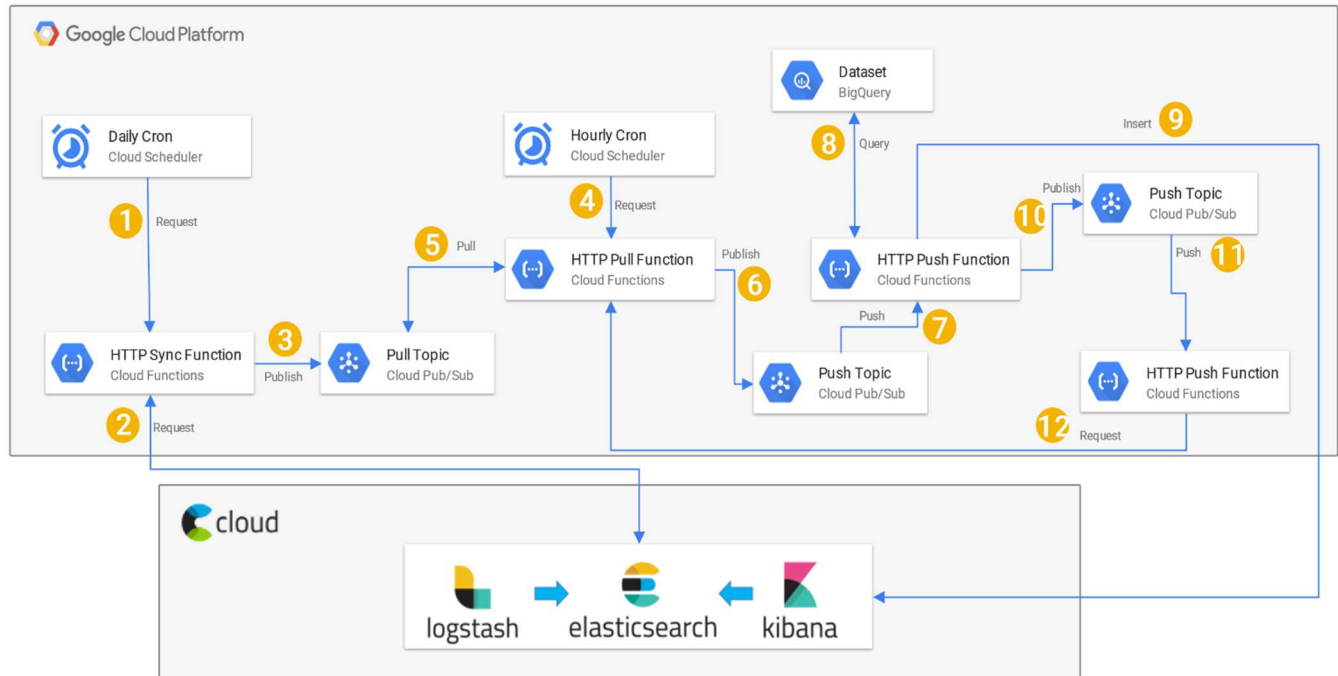 Google Cloud Platform
Dataset
BigQuery
Daily Cron
Cloud Scheduler
Hourly Cron
Cloud Scheduler
8
Query
Insert
9
1
Request
4
Request
Publish
10
Push Topic
Cloud Pub/Sub
5
Pull
HTTP Pull Function
Cloud Functions
Publish
6
HTTP Push Function
Cloud Functions
Push
11
HTTP Sync Function
Cloud Functions
3
Publish
Pull Topic
Cloud Pub/Sub
Push
7
Push Topic
Cloud Pub/Sub
HTTP Push Function
Cloud Functions
2
Request
12
Request
cloud
logstash
elasticsearch
kibana